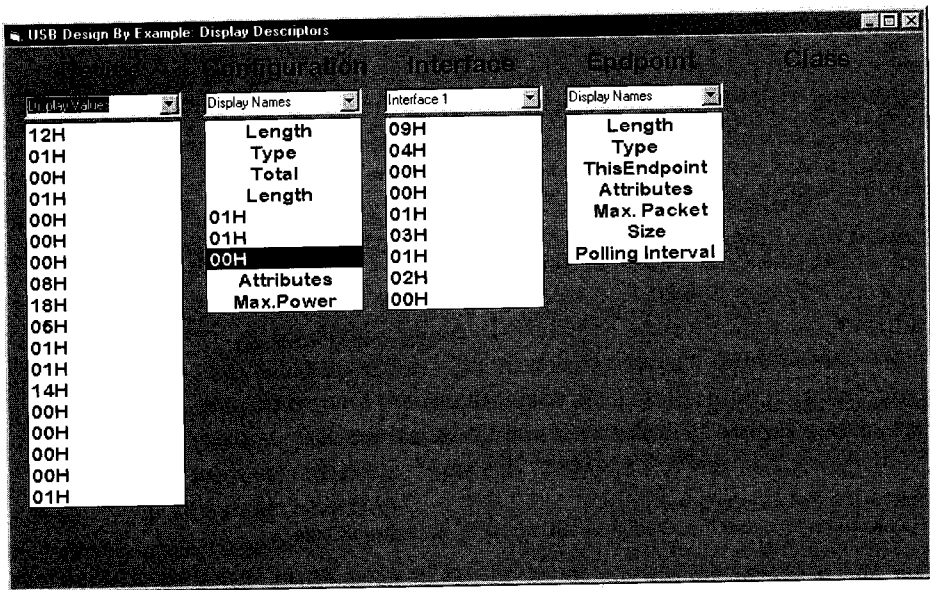 USB Design By Example: Display Descriptors
Configuration Interface Endpoint Class
Display Values
12H
01H
00H
01H
00H
00H
00H
08H
18H
06H
01H
01H
14H
00H
00H
00H
00H
01H
Display Names
Length
Type
Total
Length
01H
01H
00H
Attributes
Max.Power
Interface 1
09H
04H
00H
00H
01H
03H
01H
02H
00H
Display Names
Length
Type
ThisEndpoint
Attributes
Max. Packet
Size
Polling Interval